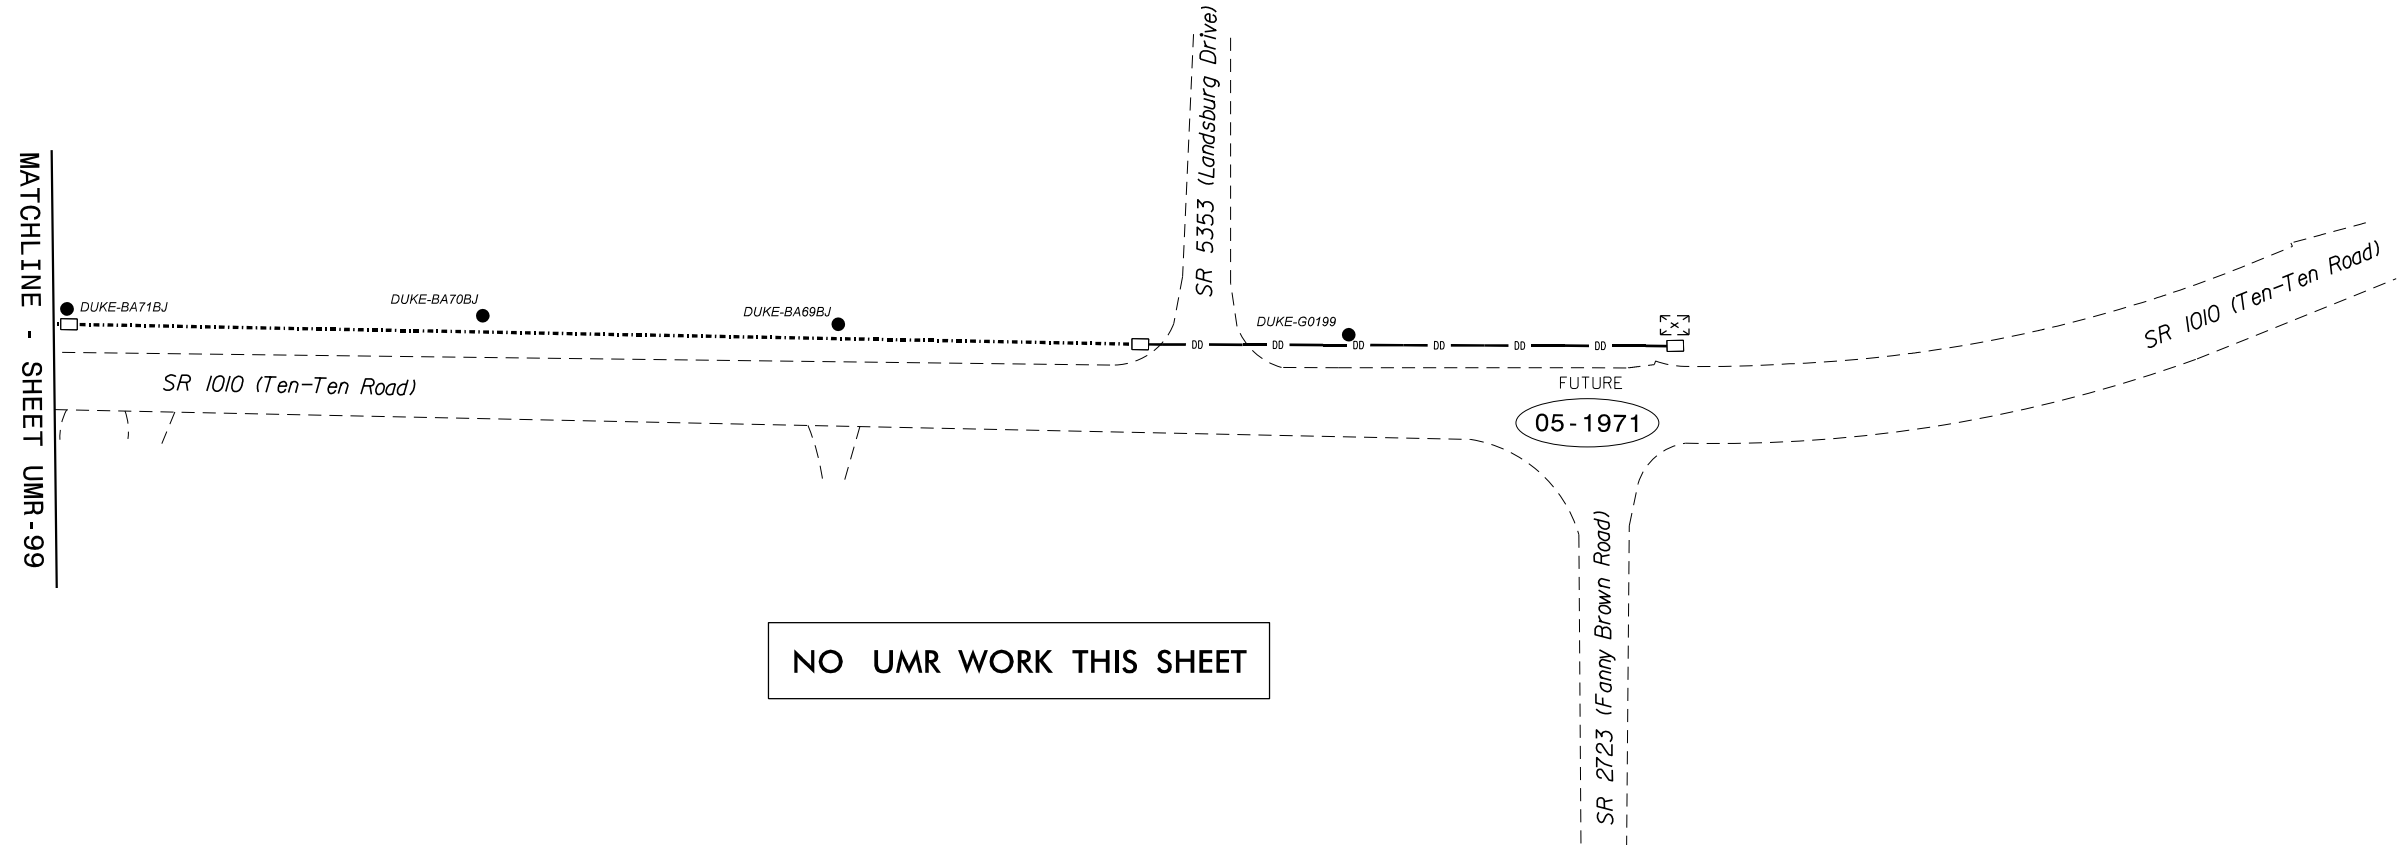 MATCHLINE - SHEET UMR-99
SR 5353 (Landsburg Drive)
DUKE-BA71BJ
DUKE-BA70BJ
DUKE-BA69BJ
DUKE-G0199
DD DD DD DD DD DD
X
SR 1010 (Ten-Ten Road)
SR 1010 (Ten-Ten Road)
FUTURE
05-1971
SR 2723 (Fanny Brown Road)
NO UMR WORK THIS SHEET